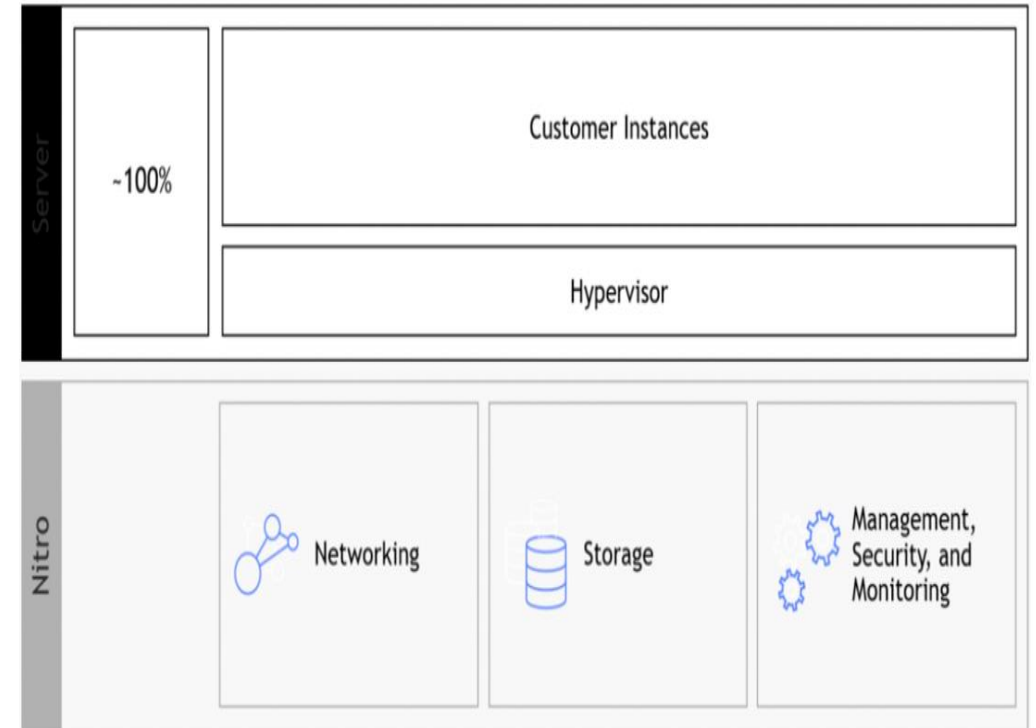 Server
~100%
Customer Instances
Hypervisor
Nitro
Networking
Storage
Management,
Security, and
Monitoring